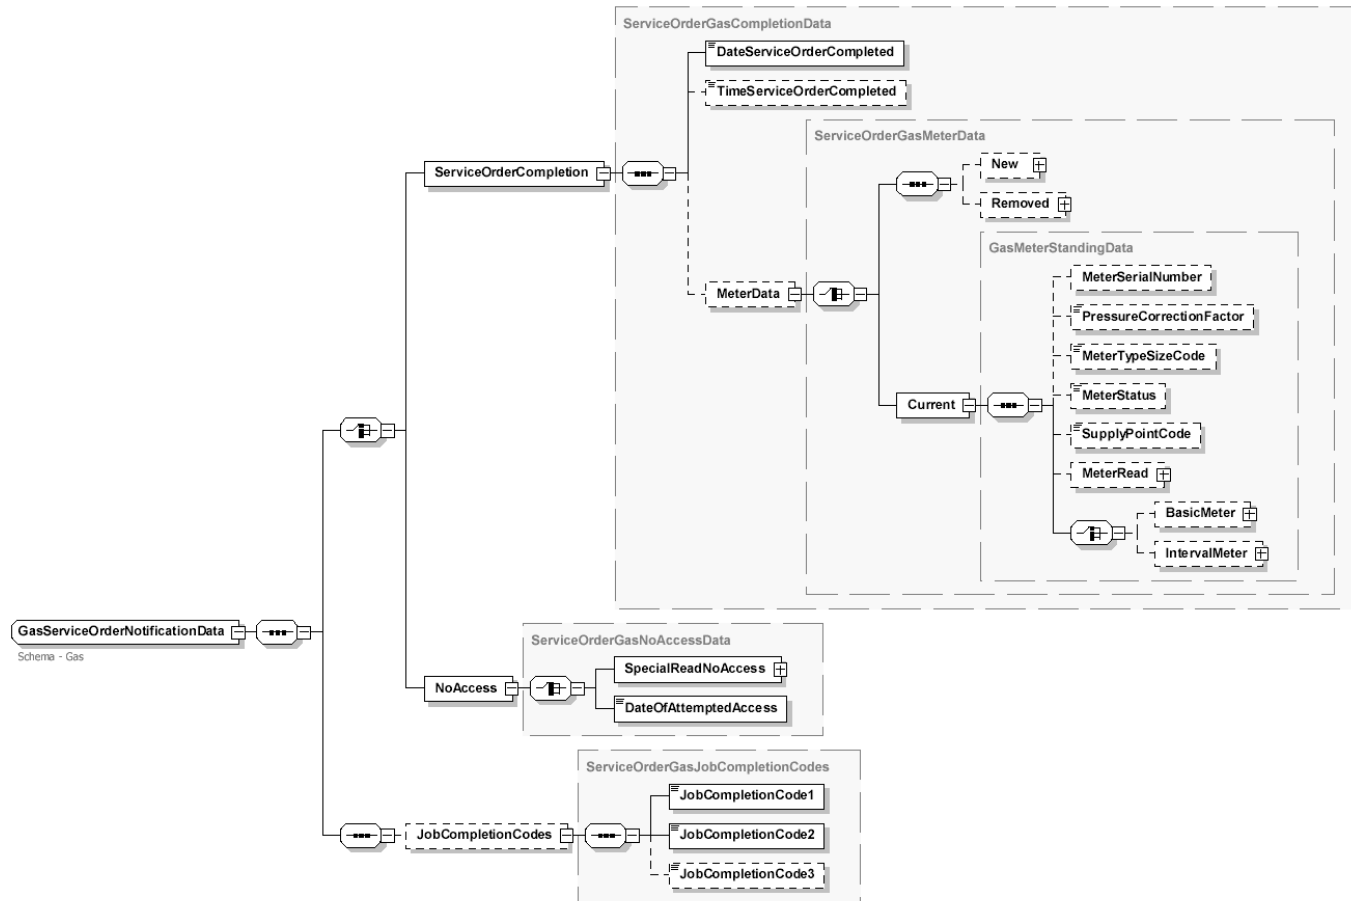 ServiceOrderGasCompletionData
DateServiceOrderCompleted
TimeServiceOrderCompleted
ServiceOrderGasMeterData
ServiceOrderCompletion
New
Removed
GasMeterStandingData
MeterSerialNumber
MeterData
PressureCorrectionFactor
MeterTypeSizeCode
MeterStatus
Current
SupplyPointCode
MeterRead
BasicMeter
IntervalMeter
GasServiceOrderNotificationData
Schema - Gas
ServiceOrderGasNoAccessData
SpecialReadNoAccess
NoAccess
DateOfAttemptedAccess
ServiceOrderGasJobCompletionCodes
JobCompletionCode1
JobCompletionCodes
JobCompletionCode2
JobCompletionCode3